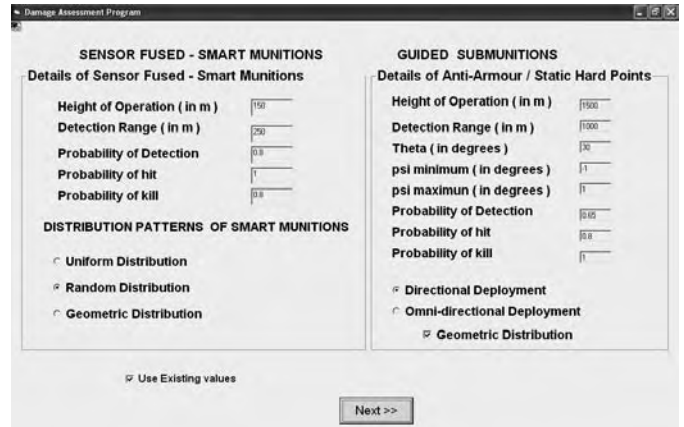 Damage Assessment Program
SENSOR FUSED - SMART MUNITIONS
Details of Sensor Fused - Smart Munitions
Height of Operation ( in m ) 150
Detection Range ( in m ) 250
Probability of Detection 0.8
Probability of hit 1
Probability of kill 0.8
DISTRIBUTION PATTERNS OF SMART MUNITIONS
Uniform Distribution
Random Distribution
Geometric Distribution
Use Existing values
GUIDED SUBMUNITIONS
Details of Anti-Armour / Static Hard Points
Height of Operation ( in m ) 1500
Detection Range ( in m ) 1000
Theta ( in degrees ) 30
psi minimum ( in degrees ) -1
psi maximun ( in degrees ) 1
Probability of Detection 0.65
Probability of hit 0.8
Probability of kill 1
Directional Deployment
Omni-directional Deployment
Geometric Distribution
Next >>